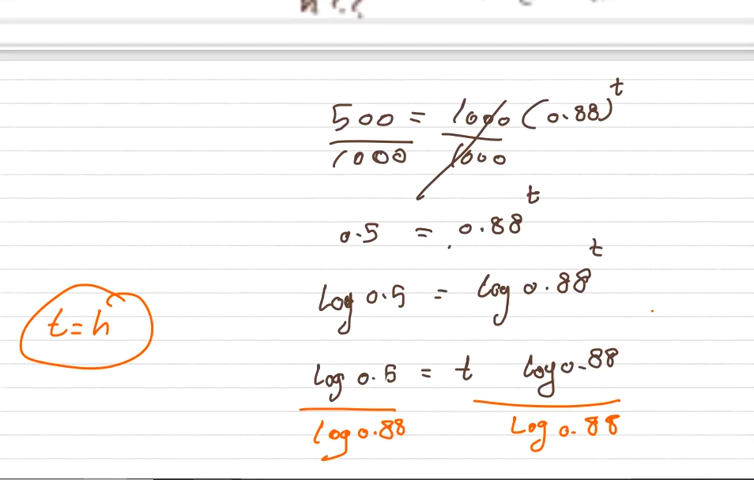 500 = 1000 (0.88)^t
1000 1000
0.5 = 0.88^t
log 0.5 = log 0.88^t
t=h
log 0.5 = t log 0.88
log 0.88 log 0.88